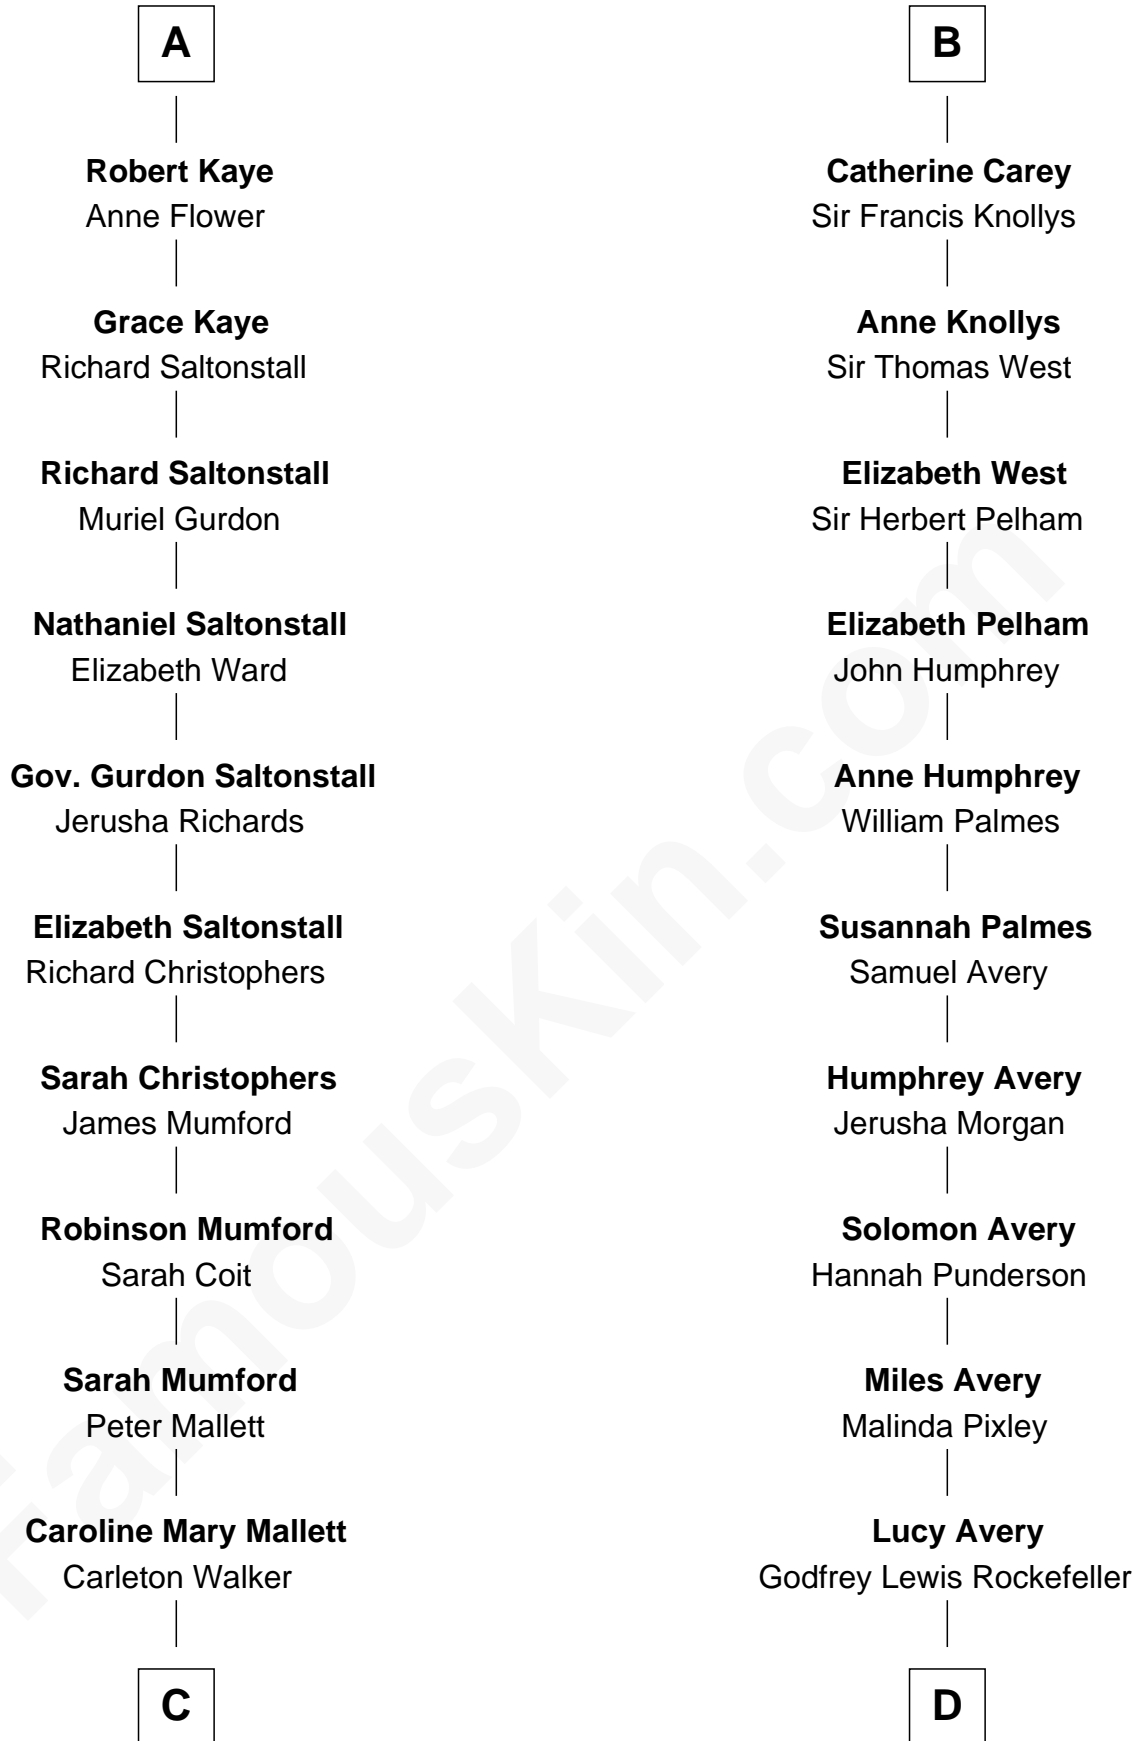 A
Robert Kaye
Anne Flower
Grace Kaye
Richard Saltonstall
Richard Saltonstall
Muriel Gurdon
Nathaniel Saltonstall
Elizabeth Ward
Gov. Gurdon Saltonstall
Jerusha Richards
Elizabeth Saltonstall
Richard Christophers
Sarah Christophers
James Mumford
Robinson Mumford
Sarah Coit
Sarah Mumford
Peter Mallett
Caroline Mary Mallett
Carleton Walker
C
B
Catherine Carey
Sir Francis Knollys
Anne Knollys
Sir Thomas West
Elizabeth West
Sir Herbert Pelham
Elizabeth Pelham
John Humphrey
Anne Humphrey
William Palmes
Susannah Palmes
Samuel Avery
Humphrey Avery
Jerusha Morgan
Solomon Avery
Hannah Punderson
Miles Avery
Malinda Pixley
Lucy Avery
Godfrey Lewis Rockefeller
D
FamousKin.com